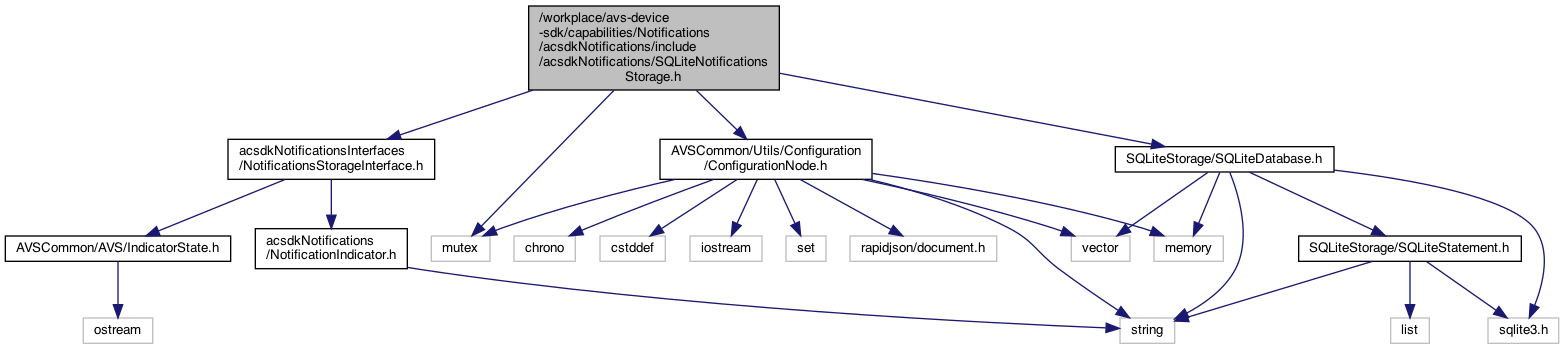 /workplace/avs-device
-sdk/capabilities/Notifications
/acsdkNotifications/include
/acsdkNotifications/SQLiteNotifications
Storage.h
acsdkNotificationsInterfaces
/NotificationsStorageInterface.h
AVSCommon/Utils/Configuration
/ConfigurationNode.h
SQLiteStorage/SQLiteDatabase.h
AVSCommon/AVS/IndicatorState.h
acsdkNotifications
/NotificationIndicator.h
mutex
chrono
cstddef
iostream
set
rapidjson/document.h
vector
memory
SQLiteStorage/SQLiteStatement.h
ostream
string
list
sqlite3.h